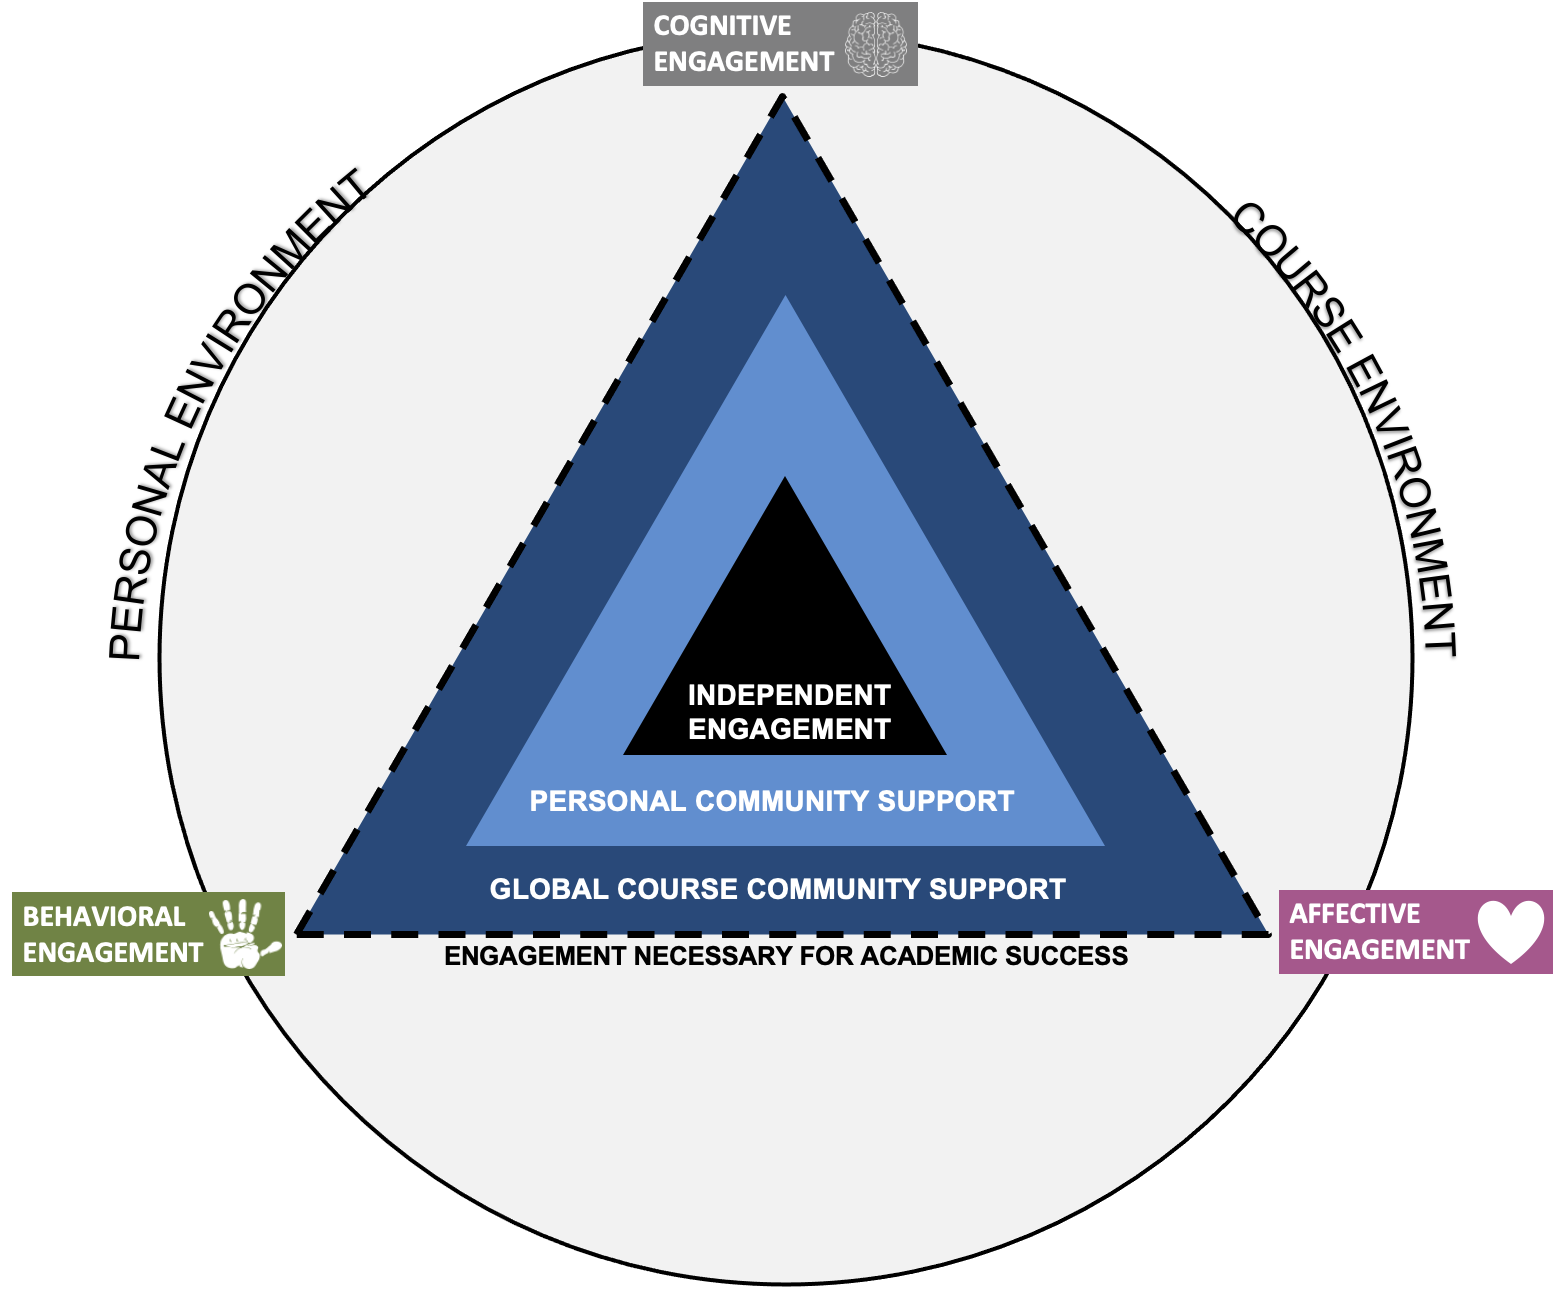 COGNITIVE
ENGAGEMENT
PERSONAL ENVIRONMENT
COURSE ENVIRONMENT
INDEPENDENT
ENGAGEMENT
PERSONAL COMMUNITY SUPPORT
GLOBAL COURSE COMMUNITY SUPPORT
BEHAVIORAL
ENGAGEMENT
AFFECTIVE
ENGAGEMENT
ENGAGEMENT NECESSARY FOR ACADEMIC SUCCESS